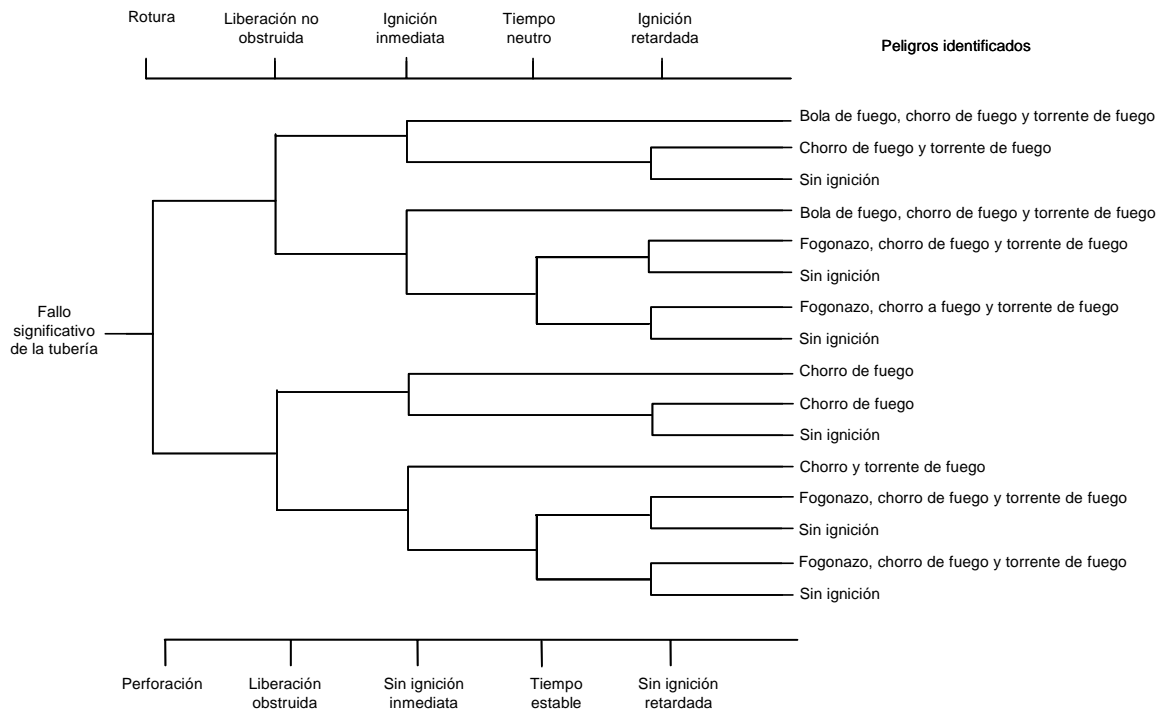 Rotura
Liberación no
obstruida
Ignición
inmediata
Tiempo
neutro
Ignición
retardada
Peligros identificados
Bola de fuego, chorro de fuego y torrente de fuego
Chorro de fuego y torrente de fuego
Sin ignición
Bola de fuego, chorro de fuego y torrente de fuego
Fogonazo, chorro de fuego y torrente de fuego
Sin ignición
Fogonazo, chorro a fuego y torrente de fuego
Sin ignición
Fallo
significativo
de la tubería
Chorro de fuego
Chorro de fuego
Sin ignición
Chorro y torrente de fuego
Fogonazo, chorro de fuego y torrente de fuego
Sin ignición
Fogonazo, chorro de fuego y torrente de fuego
Sin ignición
Perforación
Liberación
obstruida
Sin ignición
inmediata
Tiempo
estable
Sin ignición
retardada